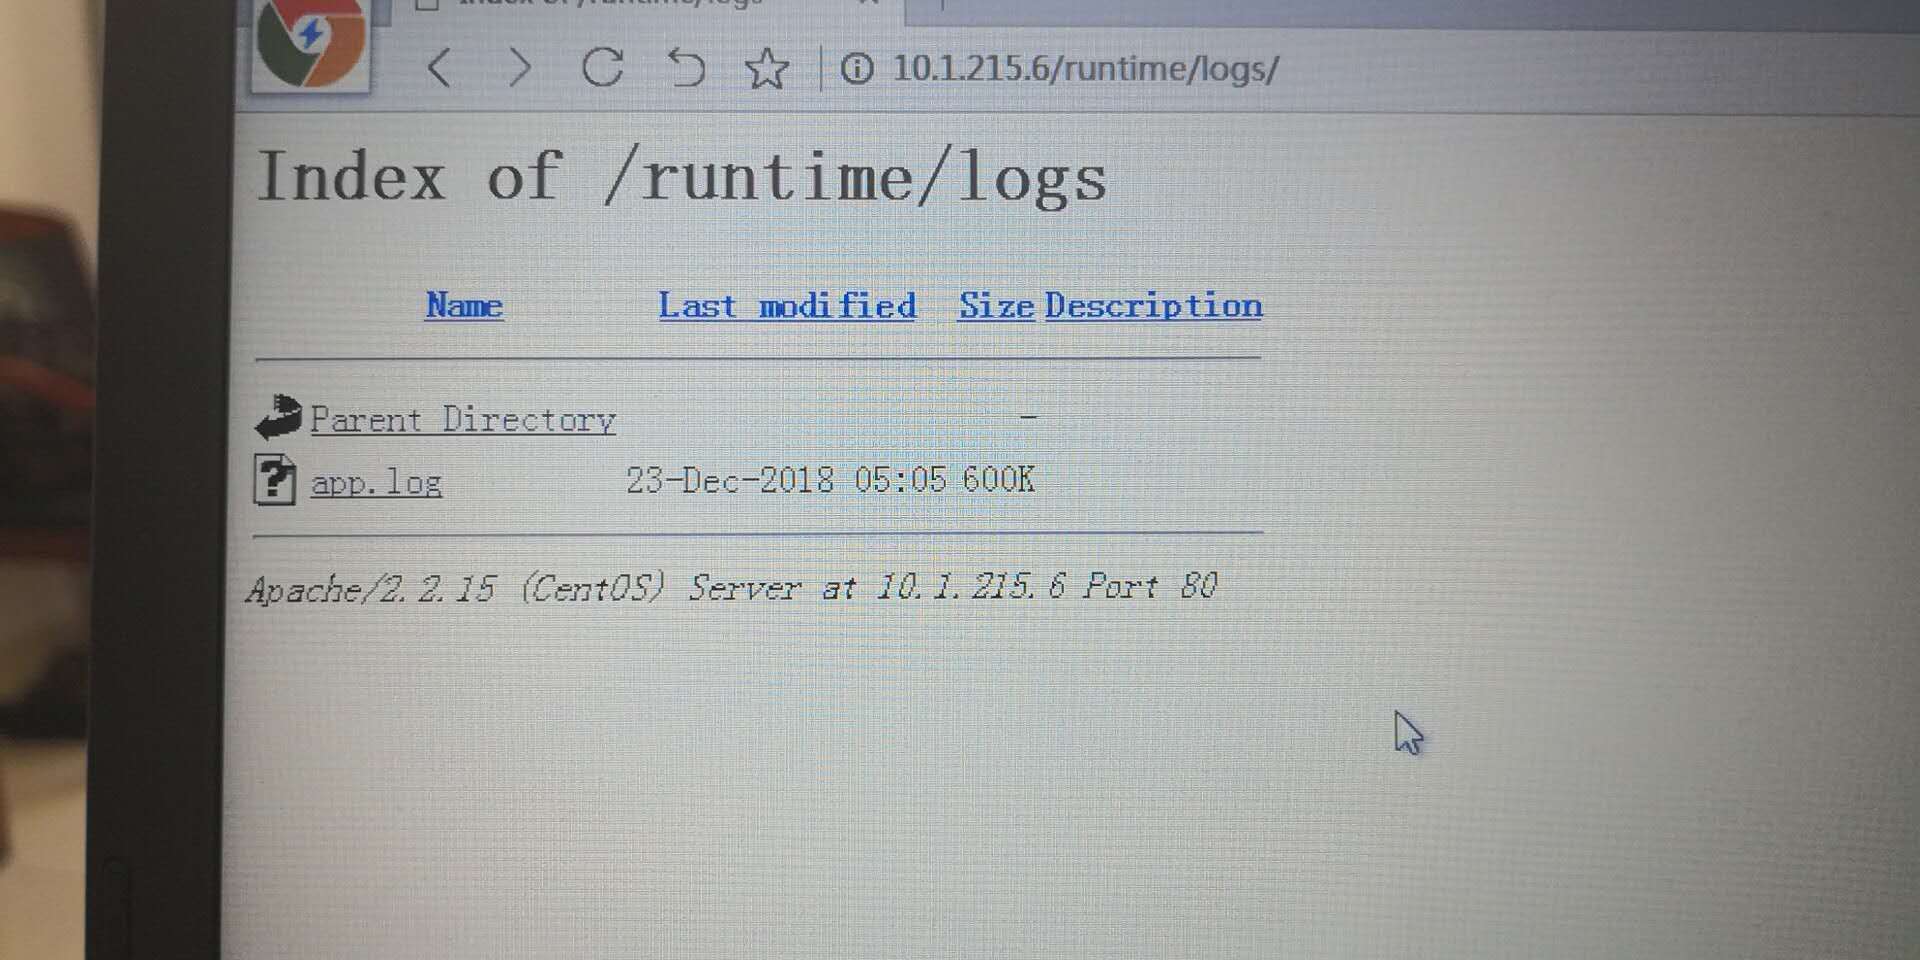 10.1.215.6/runtime/logs/
Index of /runtime/logs
Name Last modified Size Description
Parent Directory -
app.log 23-Dec-2018 05:05 600K
Apache/2.2.15 (CentOS) Server at 10.1.215.6 Port 80